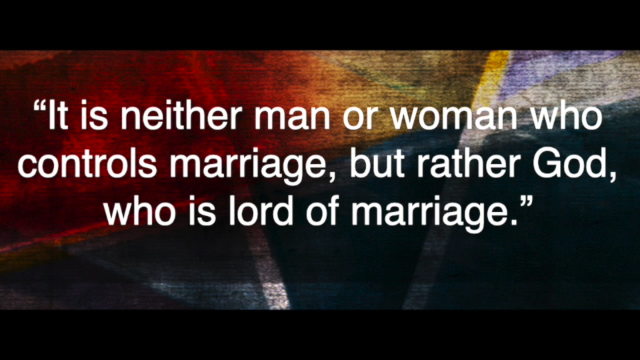 “It is neither man or woman who
controls marriage, but rather God,
who is lord of marriage.”